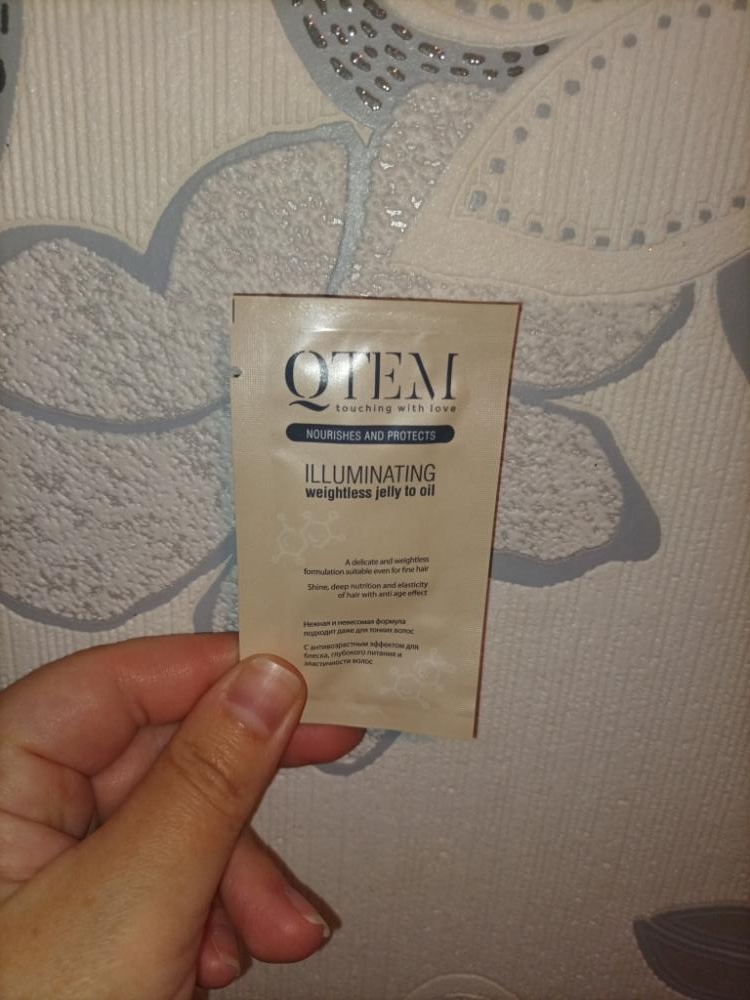 QTEM
touching with love
NOURISHES AND PROTECTS
ILLUMINATING
weightless jelly to oil
A delicate and weightless
formulation suitable even for fine hair
Shine, deep nutrition and elasticity
of hair with anti age effect
Нежная и невесомая формула
подходит даже для тонких волос
С антивозрастным эффектом для
блеска, глубокого питания и
эластичности волос